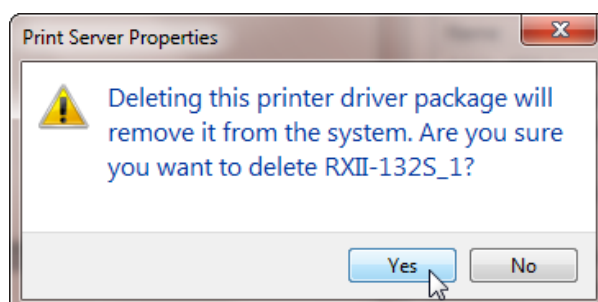 Print Server Properties
Deleting this printer driver package will
remove it from the system. Are you sure
you want to delete RXII-132S_1?
Yes
No